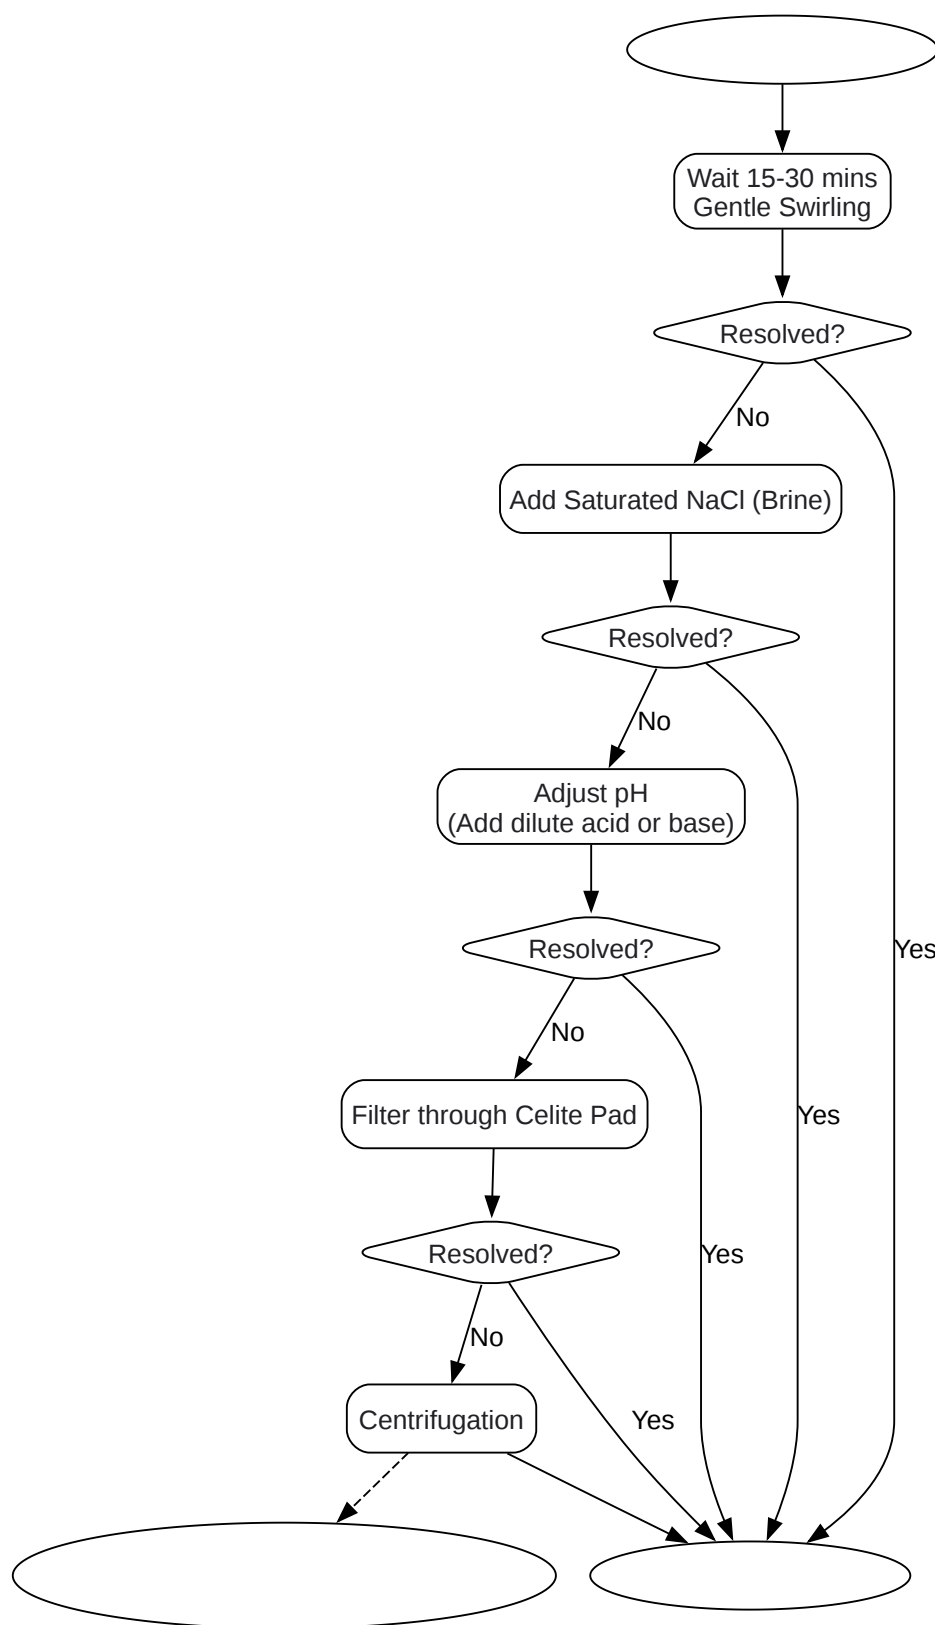 Wait 15-30 mins
Gentle Swirling
Resolved?
No
Add Saturated NaCl (Brine)
Resolved?
No
Adjust pH
(Add dilute acid or base)
Resolved?
Yes
No
Filter through Celite Pad
Yes
Resolved?
Yes
No
Centrifugation
Yes